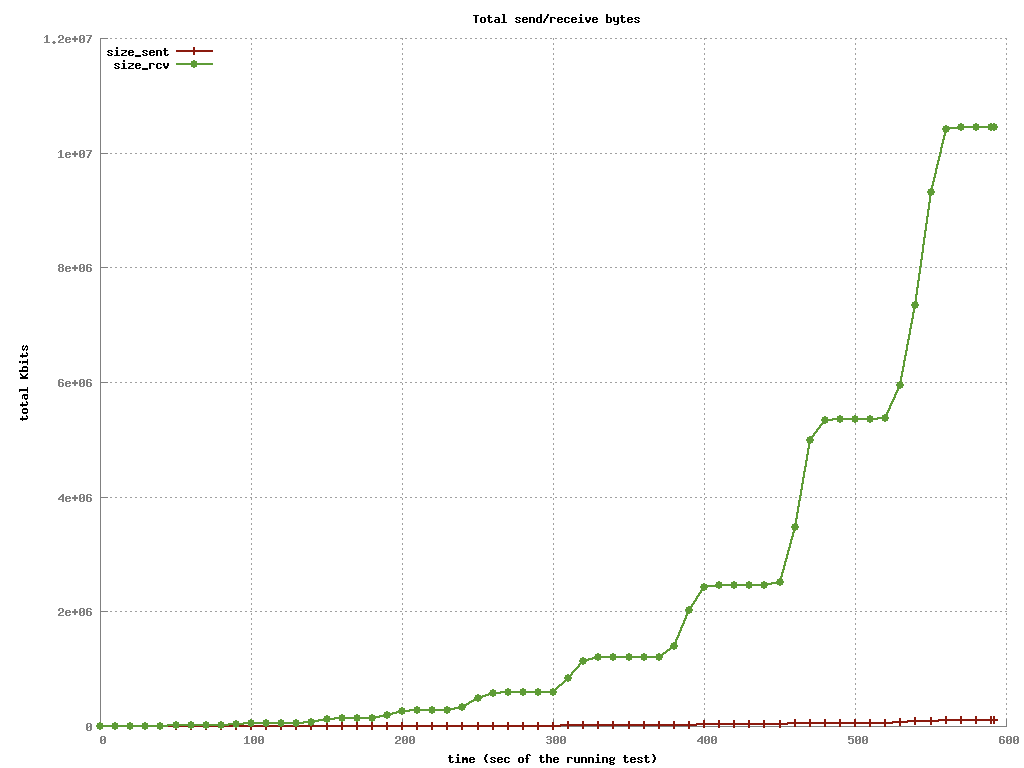 Total send/receive bytes
1.2e+07
size_sent
size_rcv
1e+07
8e+06
6e+06
total Kbits
4e+06
2e+06
0
0 100 200 300 400 500 600
time (sec of the running test)